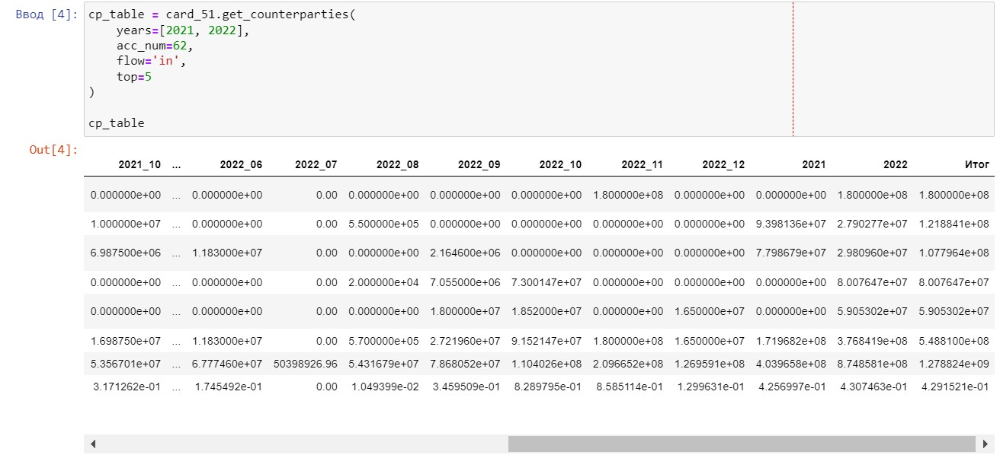 Ввод [4]: cp_table = card_51.get_counterparties(
years=[2021, 2022],
acc_num=62,
flow='in',
top=5
)
cp_table
Out[4]:
2021_10 ... 2022_06 2022_07 2022_08 2022_09 2022_10 2022_11 2022_12 2021 2022 Итог
0.000000e+00 ... 0.000000e+00 0.00 0.000000e+00 0.000000e+00 0.000000e+00 1.800000e+08 0.000000e+00 0.000000e+00 1.800000e+08 1.800000e+08
1.000000e+07 ... 0.000000e+00 0.00 5.500000e+05 0.000000e+00 0.000000e+00 0.000000e+00 0.000000e+00 9.398136e+07 2.790277e+07 1.218841e+08
6.987500e+06 ... 1.183000e+07 0.00 0.000000e+00 2.164600e+06 0.000000e+00 0.000000e+00 0.000000e+00 7.798679e+07 2.980960e+07 1.077964e+08
0.000000e+00 ... 0.000000e+00 0.00 2.000000e+04 7.055000e+06 7.300147e+07 0.000000e+00 0.000000e+00 0.000000e+00 8.007647e+07 8.007647e+07
0.000000e+00 ... 0.000000e+00 0.00 0.000000e+00 1.800000e+07 1.852000e+07 0.000000e+00 1.650000e+07 0.000000e+00 5.905302e+07 5.905302e+07
1.698750e+07 ... 1.183000e+07 0.00 5.700000e+05 2.721960e+07 9.152147e+07 1.800000e+08 1.650000e+07 1.719682e+08 3.768419e+08 5.488100e+08
5.356701e+07 ... 6.777460e+07 50398926.96 5.431679e+07 7.868052e+07 1.104026e+08 2.096652e+08 1.269591e+08 4.039658e+08 8.748581e+08 1.278824e+09
3.171262e-01 ... 1.745492e-01 0.00 1.049399e-02 3.459509e-01 8.289795e-01 8.585114e-01 1.299631e-01 4.256997e-01 4.307463e-01 4.291521e-01